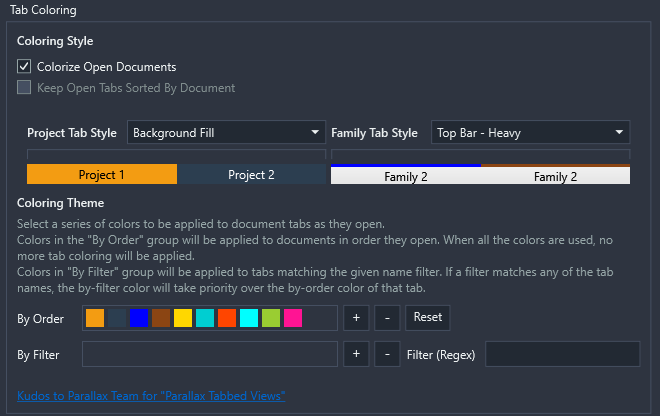 Tab Coloring
Coloring Style
Colorize Open Documents
Keep Open Tabs Sorted By Document
Project Tab Style Background Fill Family Tab Style Top Bar - Heavy
Project 1 Project 2 Family 2 Family 2
Coloring Theme
Select a series of colors to be applied to document tabs as they open.
Colors in the "By Order" group will be applied to documents in order they open. When all the colors are used, no
more tab coloring will be applied.
Colors in "By Filter" group will be applied to tabs matching the given name filter. If a filter matches any of the tab
names, the by-filter color will take priority over the by-order color of that tab.
By Order + - Reset
By Filter + - Filter (Regex)
Kudos to Parallax Team for "Parallax Tabbed Views"